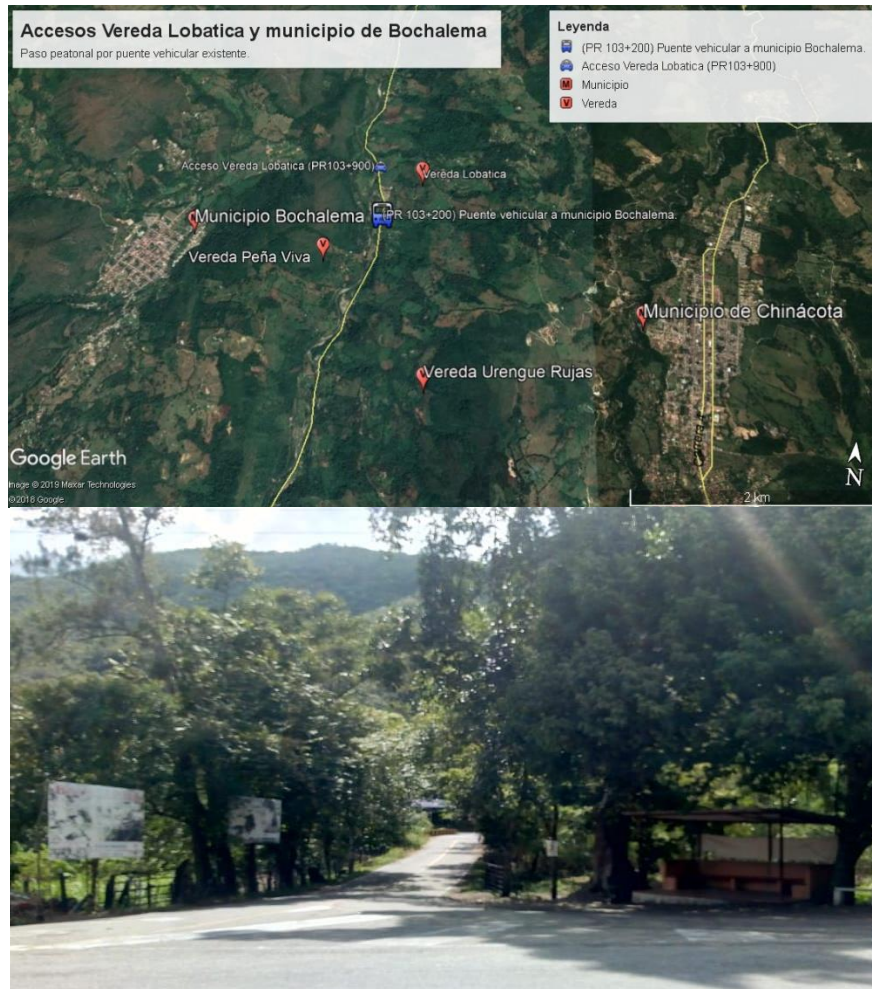 Accesos Vereda Lobatica y municipio de Bochalema
Paso peatonal por puente vehicular existente.
Leyenda
(PR 103+200) Puente vehicular a municipio Bochalema.
Acceso Vereda Lobatica (PR103+900)
M Municipio
V Vereda
Acceso Vereda Lobatica (PR103+900)
Vereda Lobatica
Municipio Bochalema
(PR 103+200) Puente vehicular a municipio Bochalema.
Vereda Peña Viva
Municipio de Chinácota
Vereda Urengue Rujas
Google Earth
Image © 2019 Maxar Technologies
© 2018 Google
N
2 km